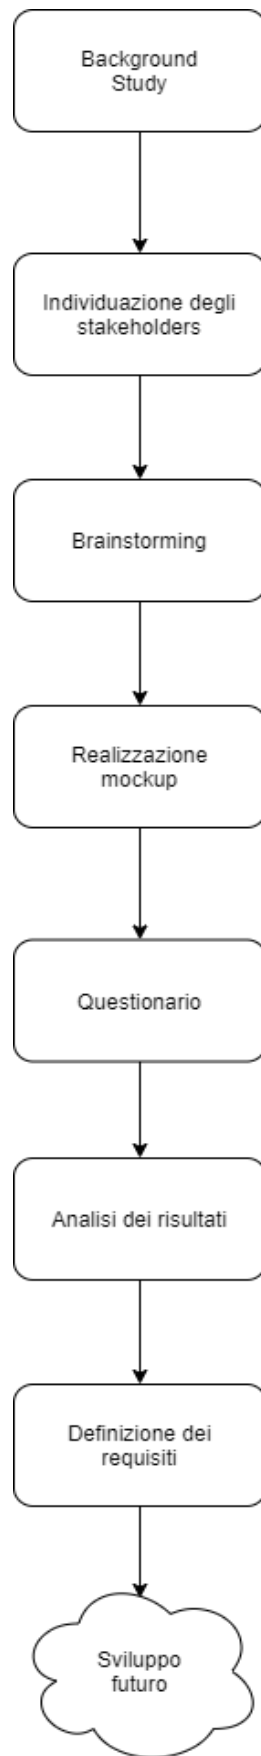 Background
Study
Individuazione degli
stakeholders
Brainstorming
Realizzazione
mockup
Questionario
Analisi dei risultati
Definizione dei
requisiti
Sviluppo
futuro